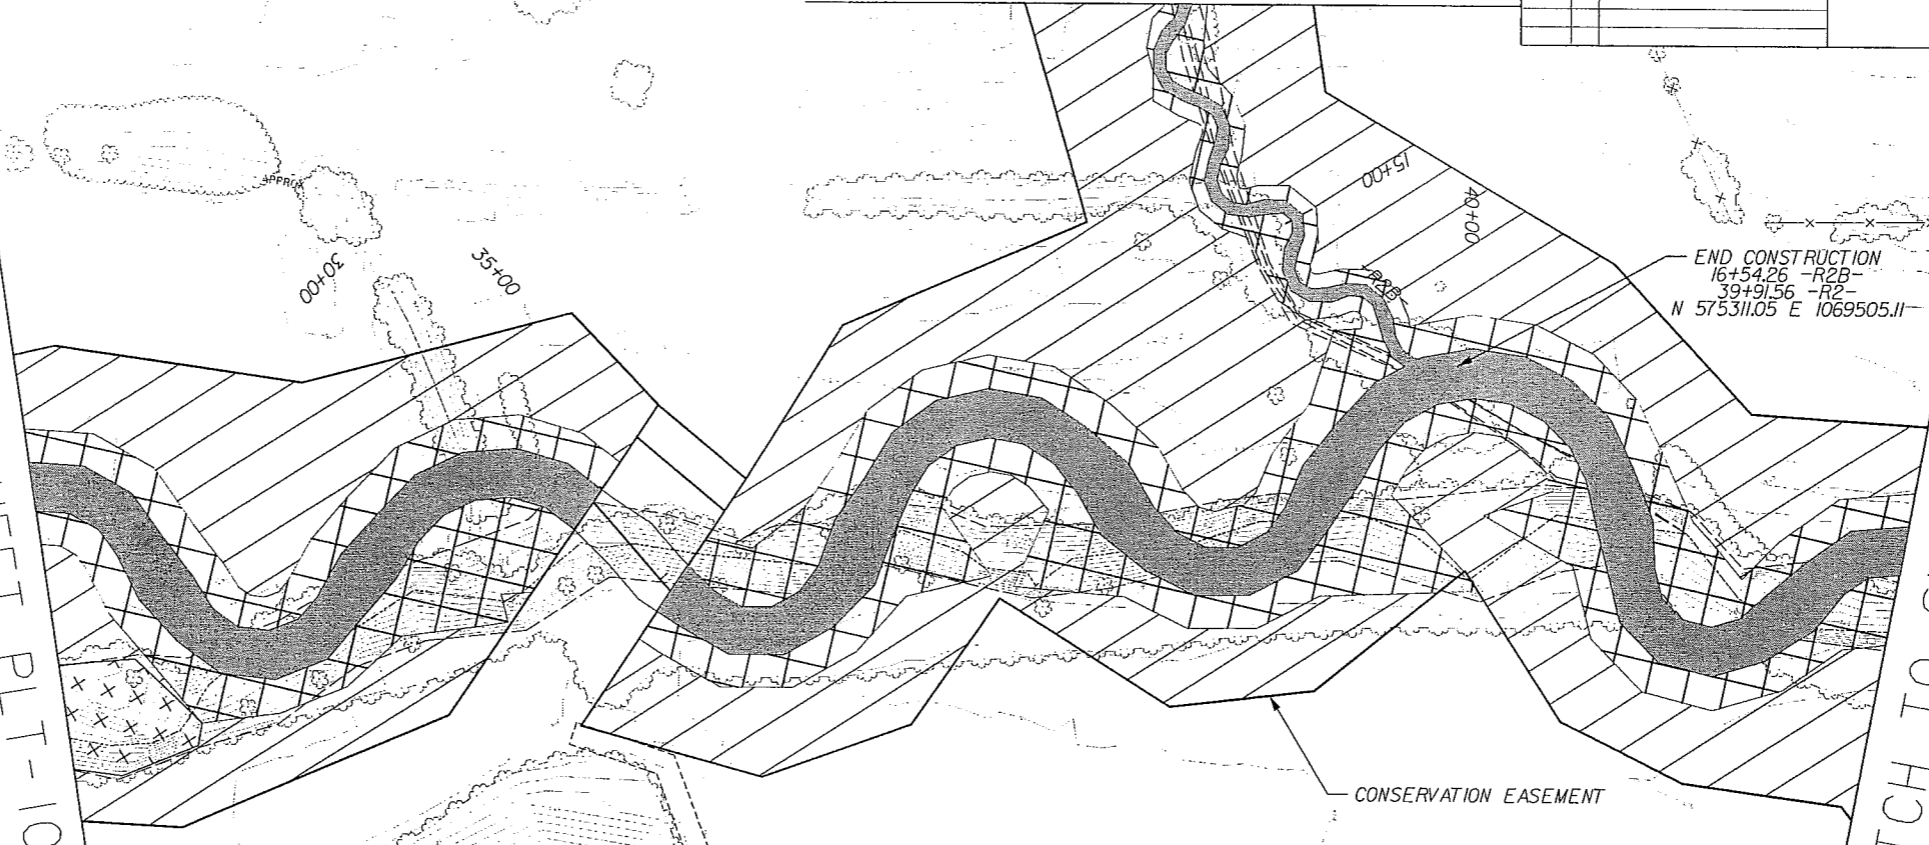 APPROX
30+00
35+00
15+00
40+00
-R2B-
END CONSTRUCTION
16+54.26 -R2B-
39+91.56 -R2-
N 575311.05 E 1069505.11
CONSERVATION EASEMENT
PLT-10
TCH TO